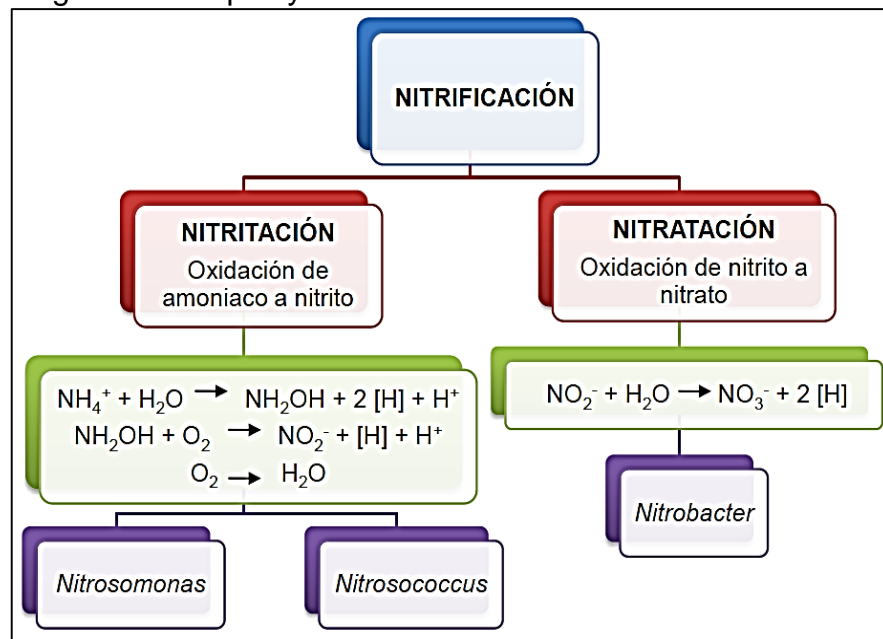 NITRIFICACIÓN
NITRITACIÓN
Oxidación de
amoniaco a nitrito
NITRATACIÓN
Oxidación de nitrito a
nitrato
NH₄⁺ + H₂O → NH₂OH + 2 [H] + H⁺
NH₂OH + O₂ → NO₂⁻ + [H] + H⁺
O₂ → H₂O
NO₂⁻ + H₂O → NO₃⁻ + 2 [H]
Nitrosomonas
Nitrosococcus
Nitrobacter